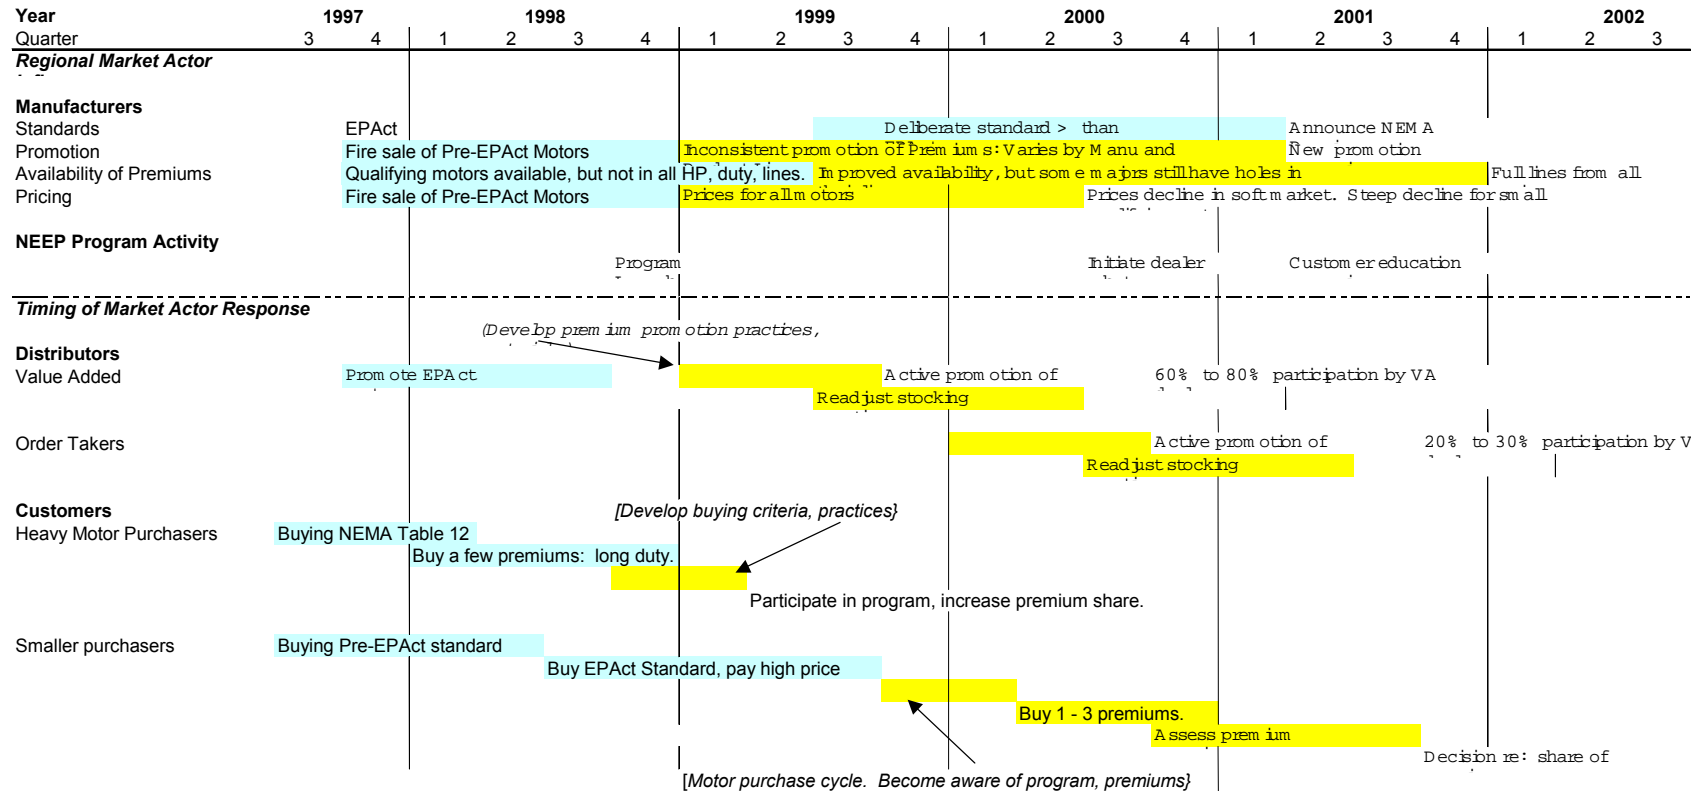 Year 1997 1998 1999 2000 2001 2002
Quarter 3 4 1 2 3 4 1 2 3 4 1 2 3 4 1 2 3 4 1 2 3
Regional Market Actor
Manufacturers
Standards EPAct Deliberate standard > than Announce NEMA
Promotion Fire sale of Pre-EPAct Motors Inconsistent promotion of Premiums: Varies by Manu and New promotion
Availability of Premiums Qualifying motors available, but not in all HP, duty, lines. Improved availability, but some majors still have holes in Full lines from all
Pricing Fire sale of Pre-EPAct Motors Prices for all motors Prices decline in soft market. Steep decline for small
NEEP Program Activity
Program Initiate dealer Customer education
Timing of Market Actor Response
(Develop premium promotion practices,
Distributors
Value Added Promote EPAct Active promotion of 60% to 80% participation by VA
Readjust stocking
Order Takers Active promotion of 20% to 30% participation by V
Readjust stocking
Customers [Develop buying criteria, practices}
Heavy Motor Purchasers Buying NEMA Table 12
Buy a few premiums: long duty.
Participate in program, increase premium share.
Smaller purchasers Buying Pre-EPAct standard
Buy EPAct Standard, pay high price
Buy 1 - 3 premiums.
Assess premium
Decision re: share of
[Motor purchase cycle. Become aware of program, premiums}